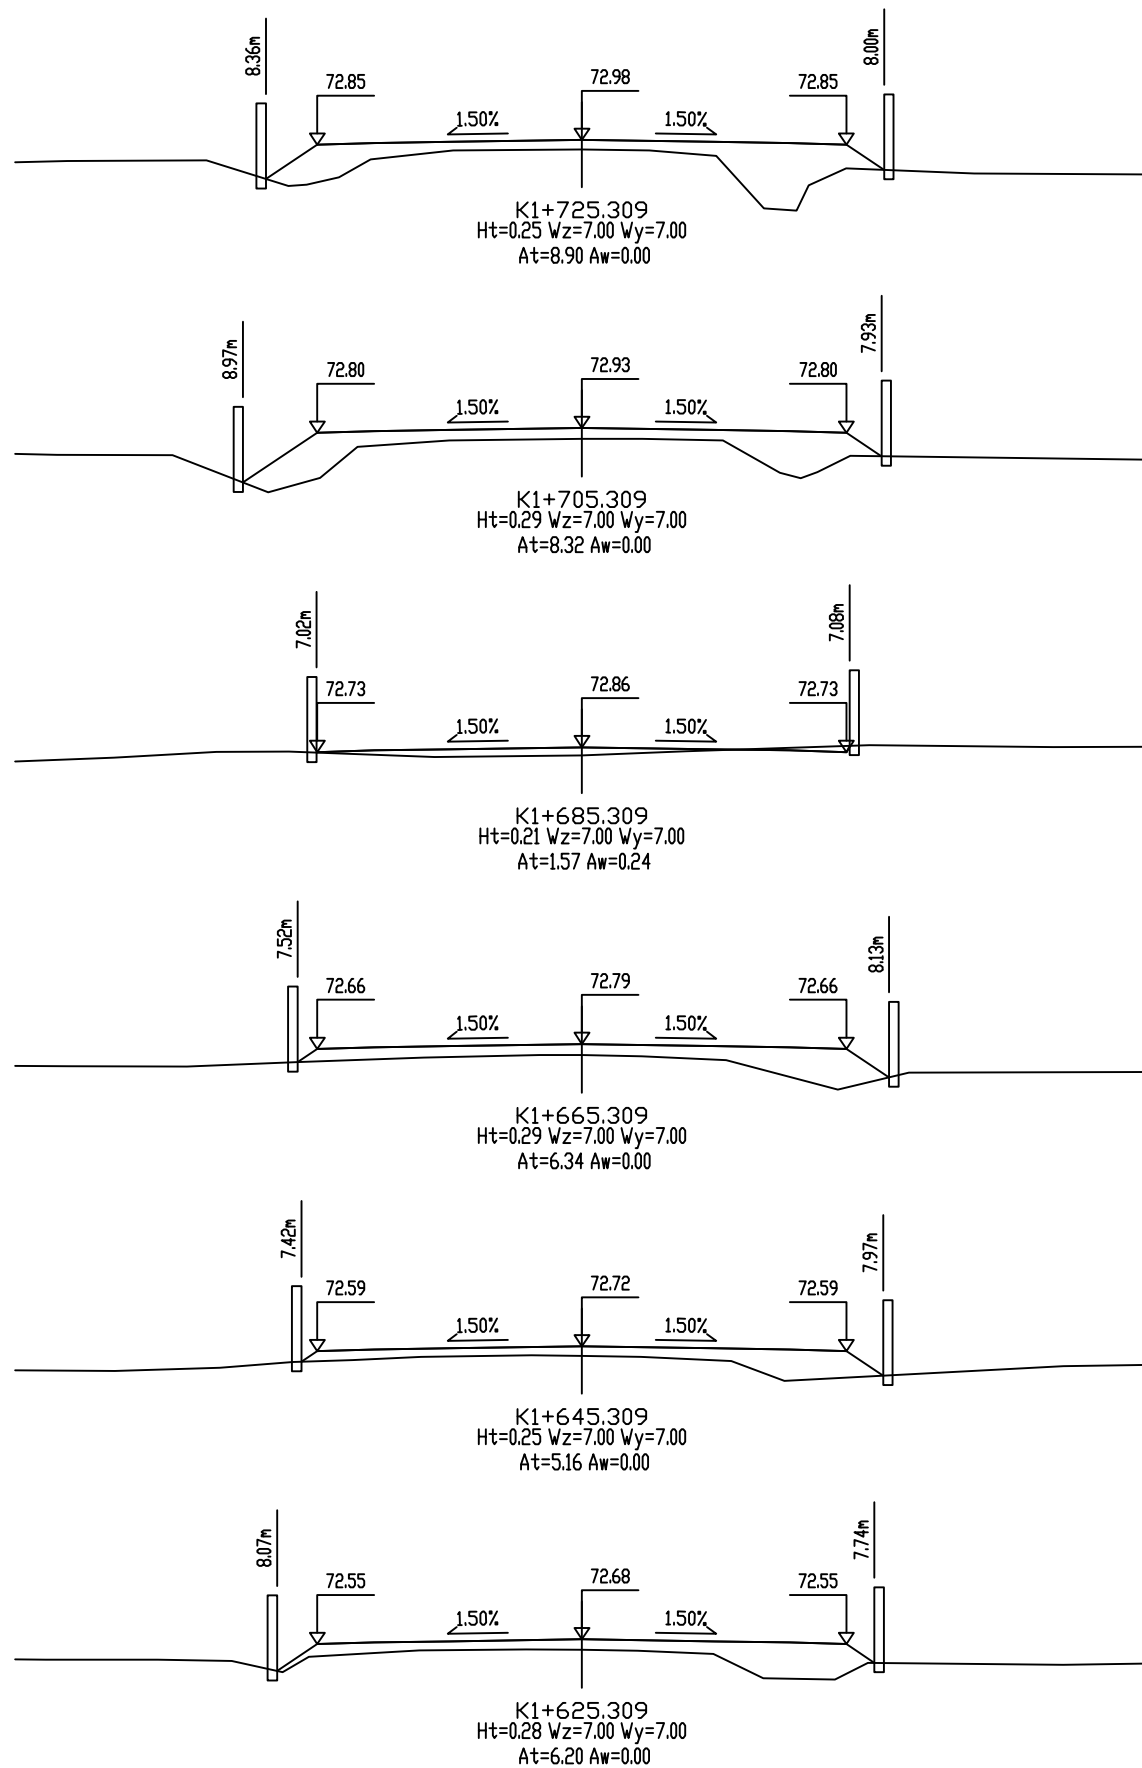 8.36m
8.00m
72.85
72.98
72.85
1.50%
1.50%
K1+725.309
Ht=0.25 Wz=7.00 Wy=7.00
At=8.90 Aw=0.00
8.97m
7.93m
72.80
72.93
72.80
1.50%
1.50%
K1+705.309
Ht=0.29 Wz=7.00 Wy=7.00
At=8.32 Aw=0.00
7.02m
7.08m
72.73
72.86
72.73
1.50%
1.50%
K1+685.309
Ht=0.21 Wz=7.00 Wy=7.00
At=1.57 Aw=0.24
7.52m
8.13m
72.66
72.79
72.66
1.50%
1.50%
K1+665.309
Ht=0.29 Wz=7.00 Wy=7.00
At=6.34 Aw=0.00
7.42m
7.97m
72.59
72.72
72.59
1.50%
1.50%
K1+645.309
Ht=0.25 Wz=7.00 Wy=7.00
At=5.16 Aw=0.00
8.07m
7.74m
72.55
72.68
72.55
1.50%
1.50%
K1+625.309
Ht=0.28 Wz=7.00 Wy=7.00
At=6.20 Aw=0.00